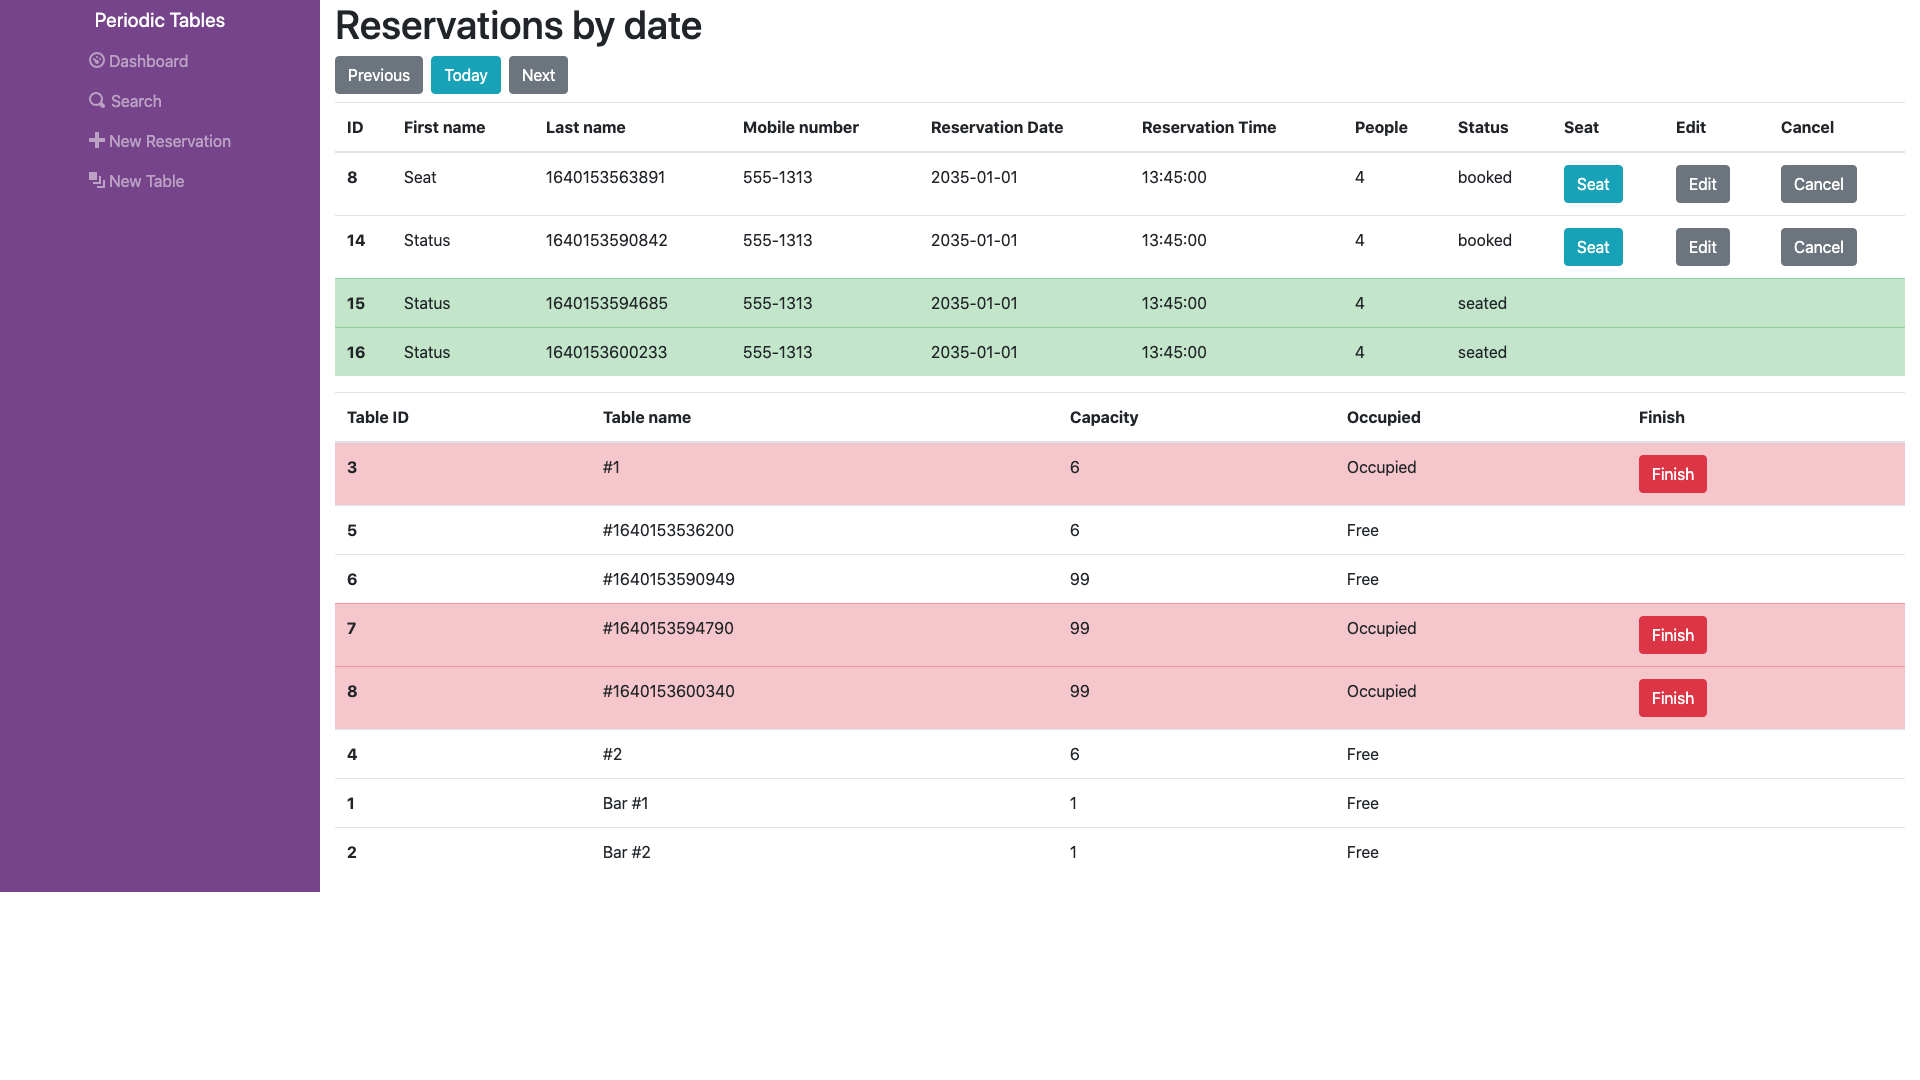 Periodic Tables
Dashboard
Search
New Reservation
New Table
Reservations by date
Previous Today Next
ID First name Last name Mobile number Reservation Date Reservation Time People Status Seat Edit Cancel
8 Seat 1640153563891 555-1313 2035-01-01 13:45:00 4 booked Seat Edit Cancel
14 Status 1640153590842 555-1313 2035-01-01 13:45:00 4 booked Seat Edit Cancel
15 Status 1640153594685 555-1313 2035-01-01 13:45:00 4 seated
16 Status 1640153600233 555-1313 2035-01-01 13:45:00 4 seated
Table ID Table name Capacity Occupied Finish
3 #1 6 Occupied Finish
5 #1640153536200 6 Free
6 #1640153590949 99 Free
7 #1640153594790 99 Occupied Finish
8 #1640153600340 99 Occupied Finish
4 #2 6 Free
1 Bar #1 1 Free
2 Bar #2 1 Free